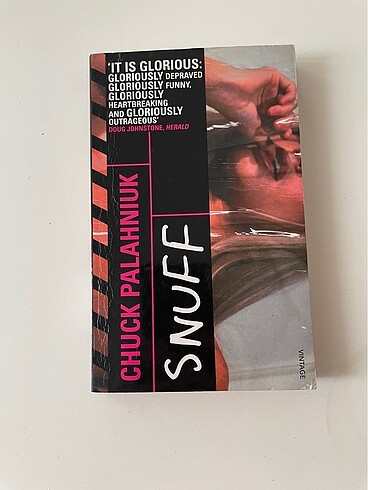 'IT IS GLORIOUS:
GLORIOUSLY DEPRAVED
GLORIOUSLY FUNNY,
GLORIOUSLY
HEARTBREAKING
AND GLORIOUSLY
OUTRAGEOUS'
DOUG JOHNSTONE, HERALD
CHUCK PALAHNIUK
SNUFF
VINTAGE